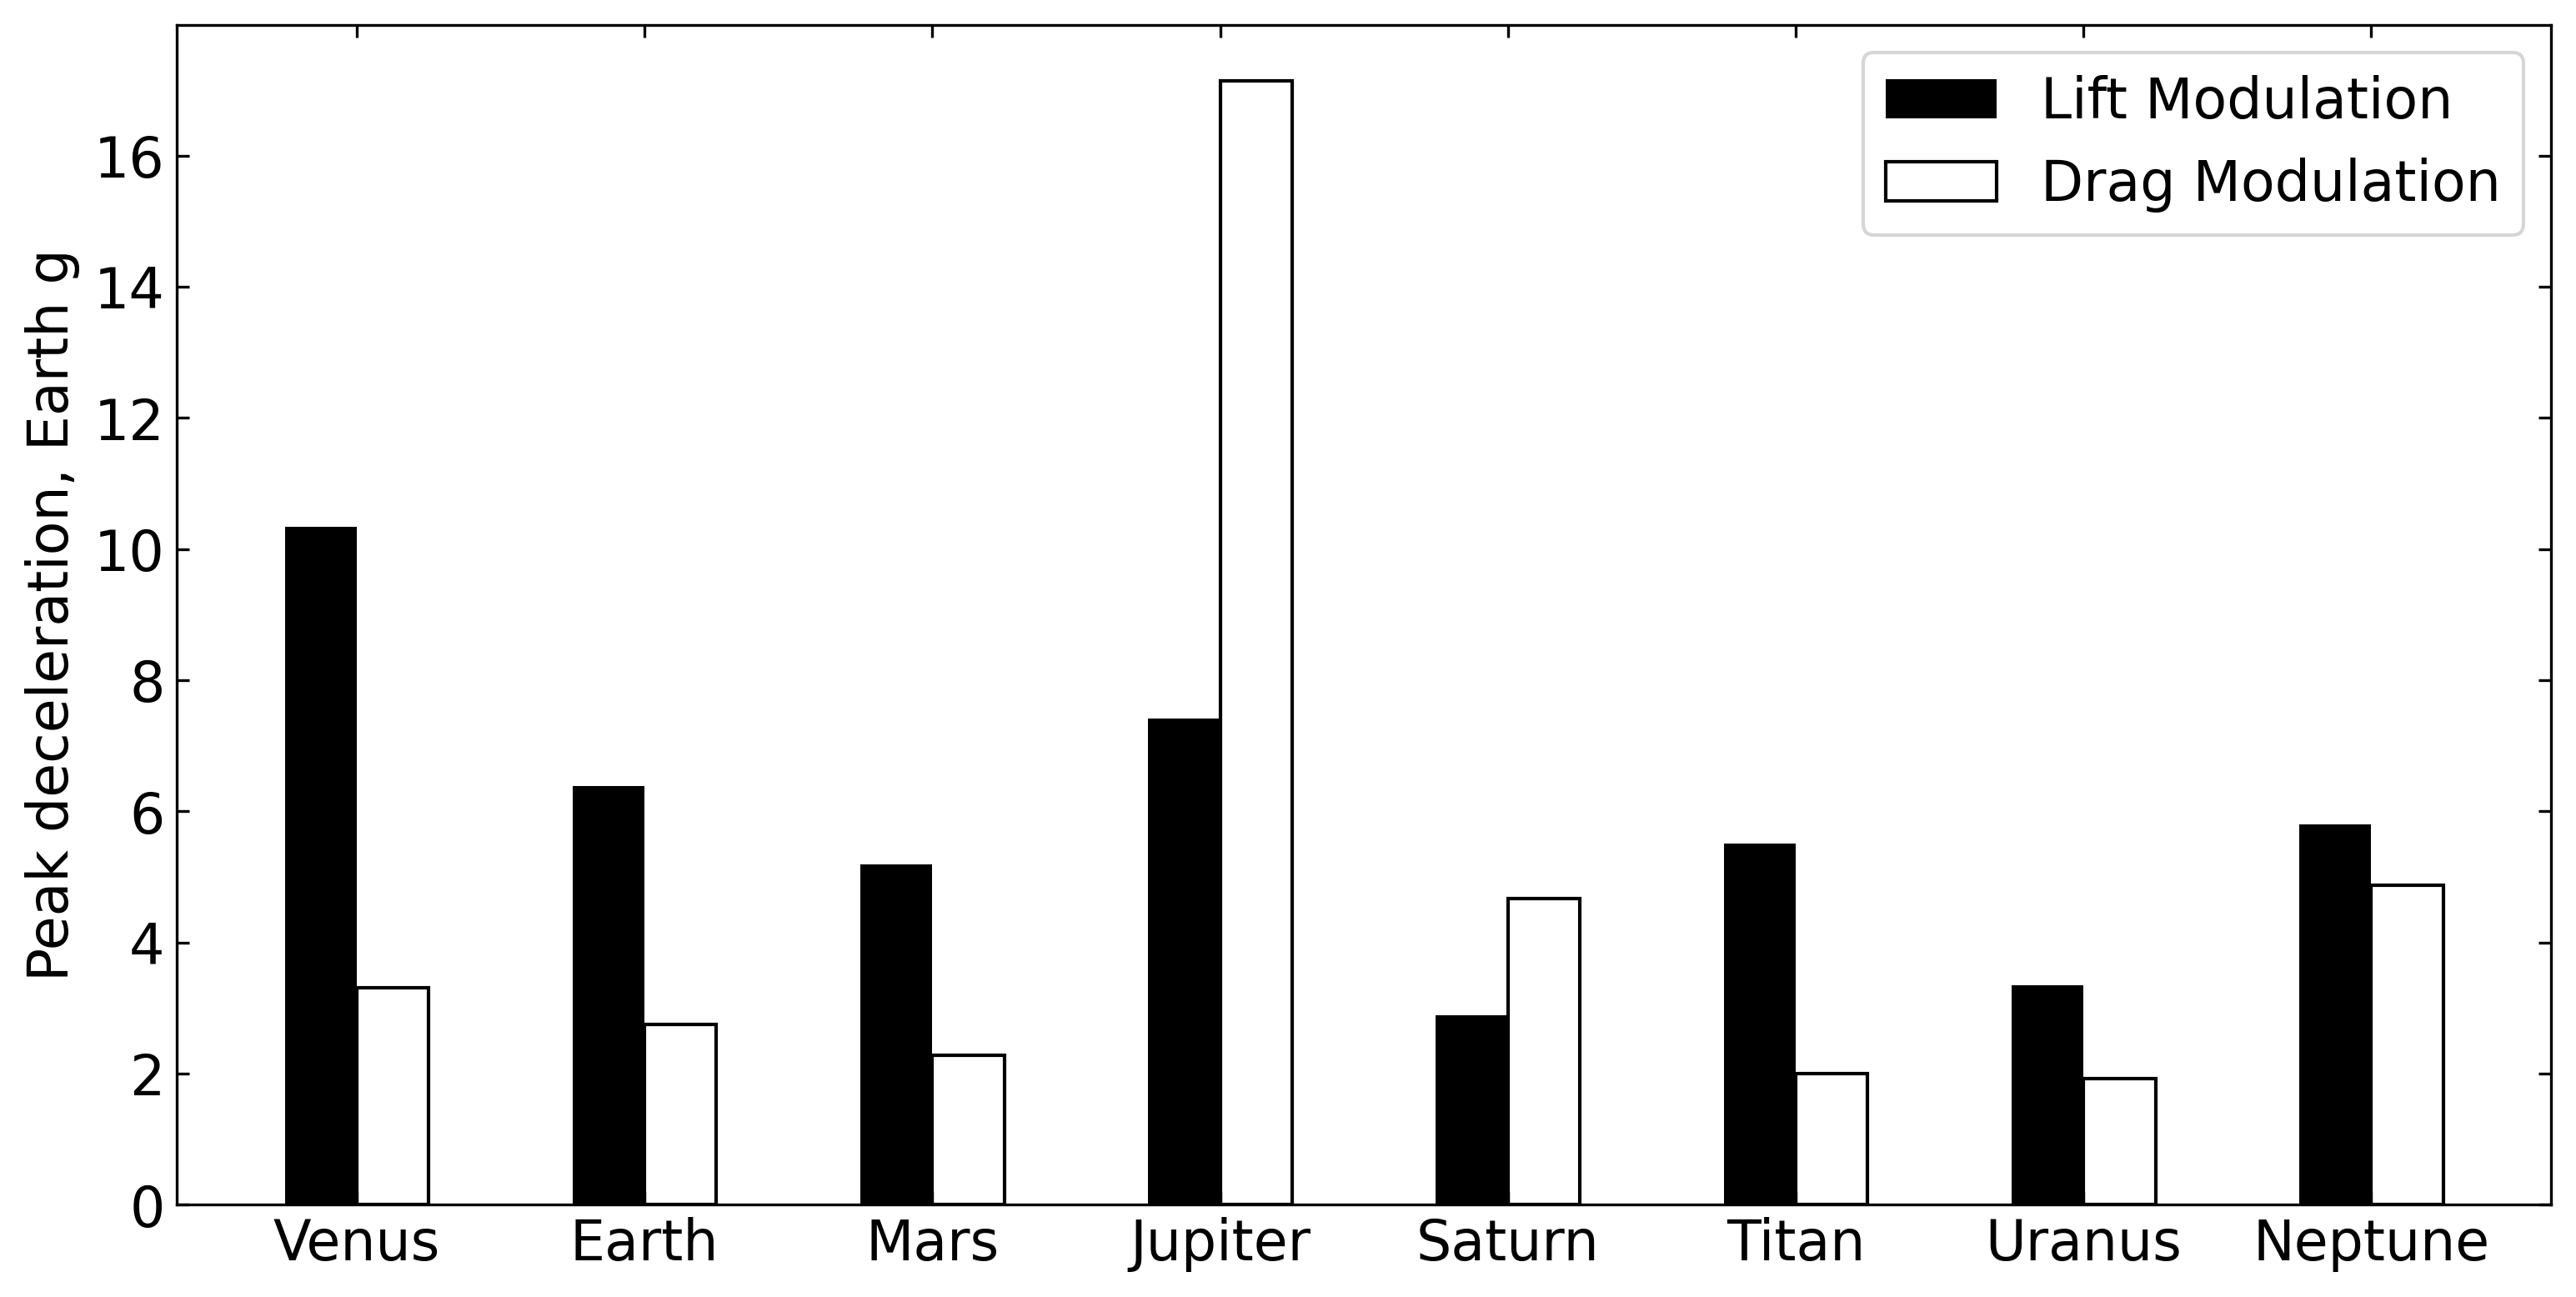 Peak deceleration, Earth g
16
14
12
10
8
6
4
2
0
Lift Modulation
Drag Modulation
Venus Earth Mars Jupiter Saturn Titan Uranus Neptune